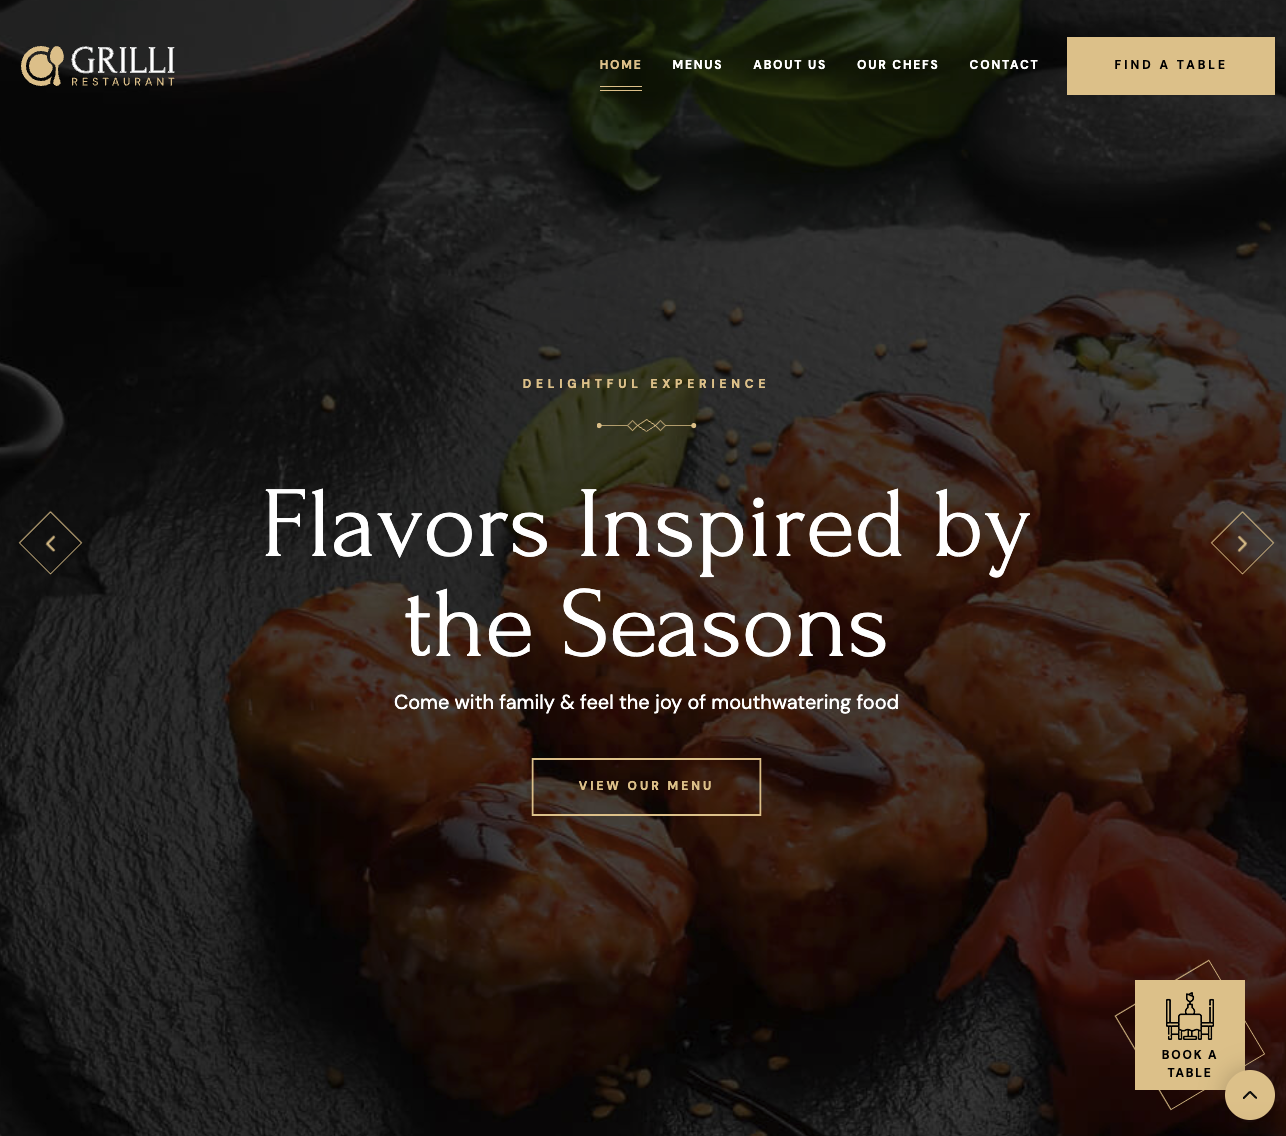 GRILLI
RESTAURANT
HOME
MENUS
ABOUT US
OUR CHEFS
CONTACT
FIND A TABLE
DELIGHTFUL EXPERIENCE
Flavors Inspired by
the Seasons
Come with family & feel the joy of mouthwatering food
VIEW OUR MENU
BOOK A
TABLE